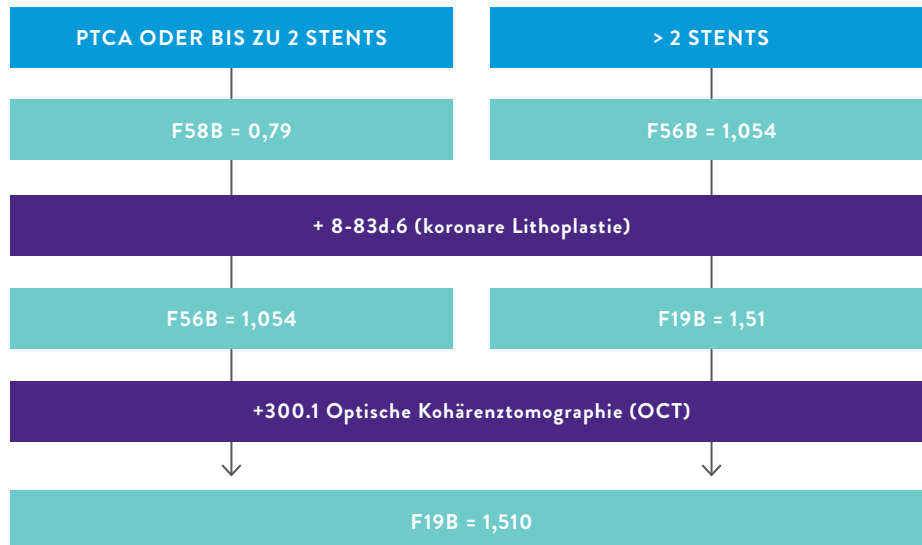 PTCA ODER BIS ZU 2 STENTS
> 2 STENTS
F58B = 0,79
F56B = 1,054
+ 8-83d.6 (koronare Lithoplastie)
F56B = 1,054
F19B = 1,51
+300.1 Optische Kohärenztomographie (OCT)
F19B = 1,510